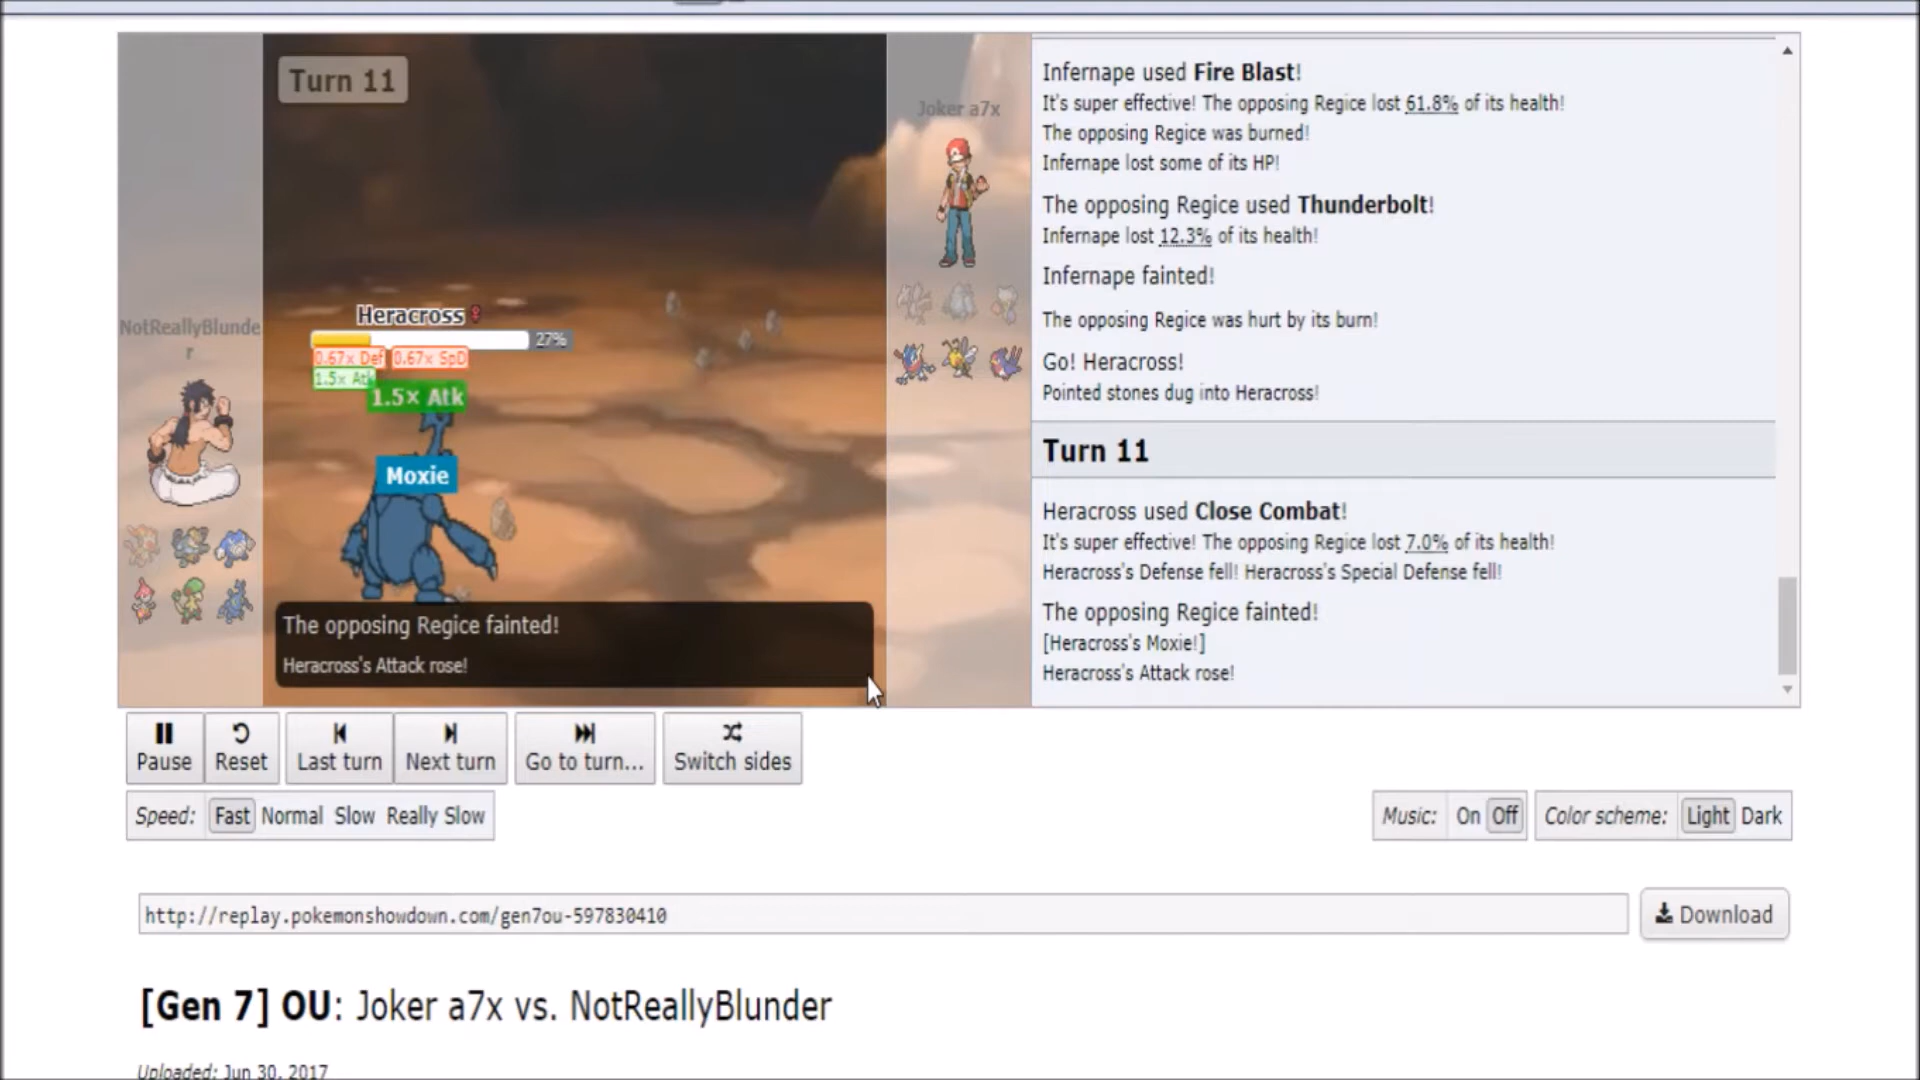 Turn 11
Joker a7x
NotReallyBlunde
r
Heracross
27%
0.67x Def 0.67x SpD
1.5x Atk
1.5x Atk
Moxie
The opposing Regice fainted!
Heracross's Attack rose!
Infernape used Fire Blast!
It's super effective! The opposing Regice lost 61.8% of its health!
The opposing Regice was burned!
Infernape lost some of its HP!
The opposing Regice used Thunderbolt!
Infernape lost 12.3% of its health!
Infernape fainted!
The opposing Regice was hurt by its burn!
Go! Heracross!
Pointed stones dug into Heracross!
Turn 11
Heracross used Close Combat!
It's super effective! The opposing Regice lost 7.0% of its health!
Heracross's Defense fell! Heracross's Special Defense fell!
The opposing Regice fainted!
[Heracross's Moxie!]
Heracross's Attack rose!
Pause Reset Last turn Next turn Go to turn... Switch sides
Speed: Fast Normal Slow Really Slow
Music: On Off Color scheme: Light Dark
http://replay.pokemonshowdown.com/gen7ou-597830410
Download
[Gen 7] OU: Joker a7x vs. NotReallyBlunder
Uploaded: Jun 30, 2017